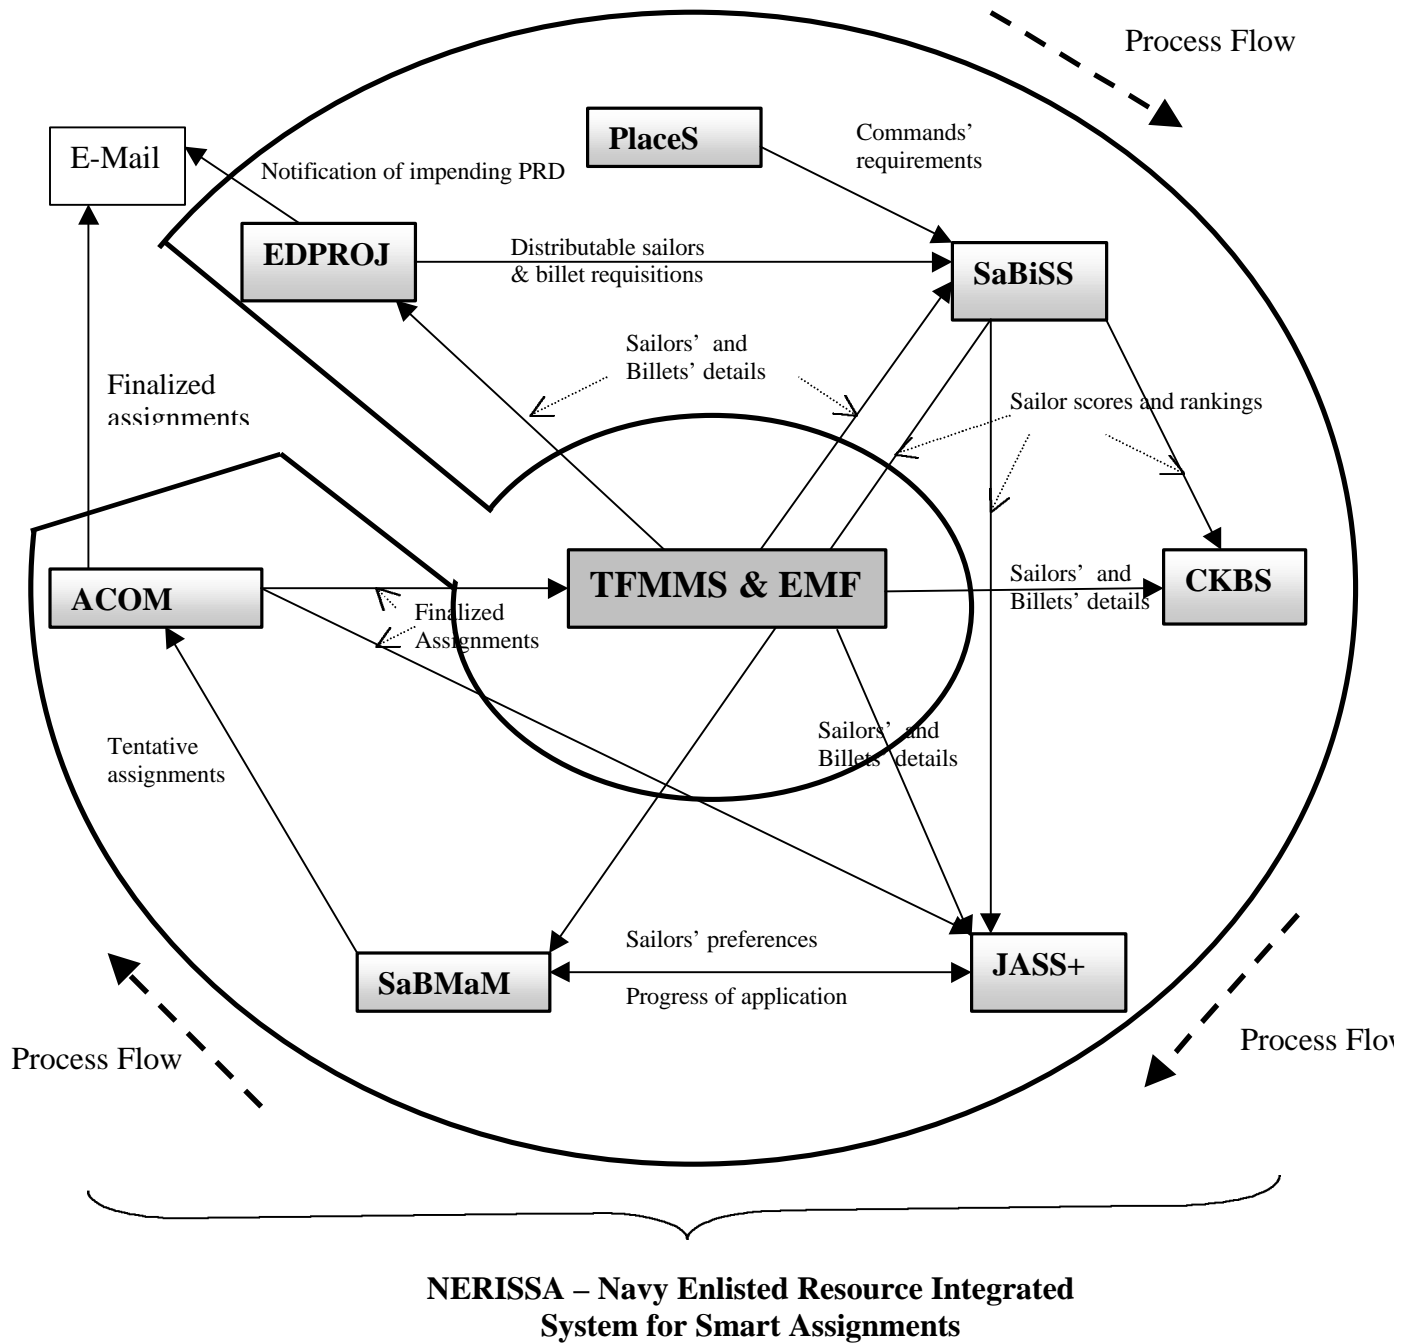 Process Flow
PlaceS
Commands’
requirements
E-Mail
Notification of impending PRD
EDPROJ
Distributable sailors
& billet requisitions
SaBiSS
Sailors’ and
Billets’ details
Finalized
assignments
Sailor scores and rankings
TFMMS & EMF
Sailors’ and
Billets’ details
CKBS
ACOM
Finalized
Assignments
Sailors’ and
Billets’ details
Tentative
assignments
Sailors’ preferences
SaBMaM
JASS+
Progress of application
Process Flow
Process Flow
NERISSA – Navy Enlisted Resource Integrated
System for Smart Assignments